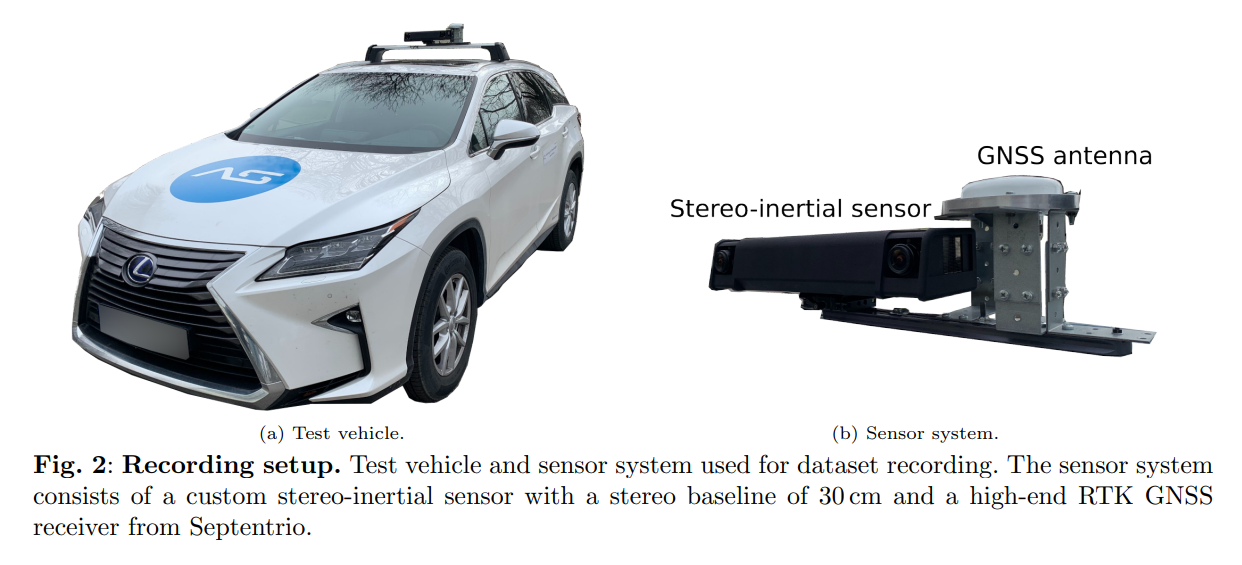 GNSS antenna
Stereo-inertial sensor
(a) Test vehicle.
(b) Sensor system.
Fig. 2: Recording setup. Test vehicle and sensor system used for dataset recording. The sensor system
consists of a custom stereo-inertial sensor with a stereo baseline of 30 cm and a high-end RTK GNSS
receiver from Septentrio.